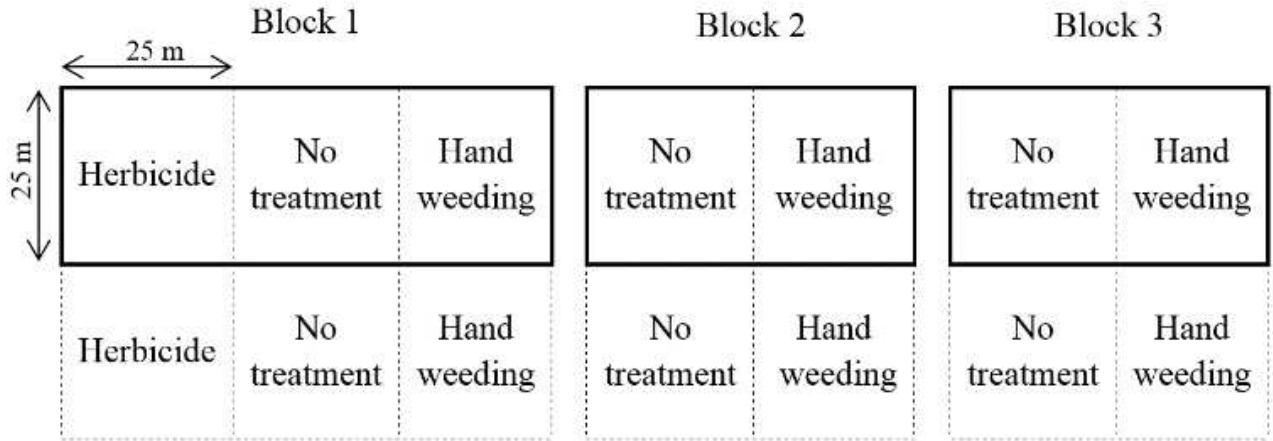 Block 1
Block 2
Block 3
25 m
25 m
Herbicide
No
treatment
Hand
weeding
No
treatment
Hand
weeding
No
treatment
Hand
weeding
Herbicide
No
treatment
Hand
weeding
No
treatment
Hand
weeding
No
treatment
Hand
weeding